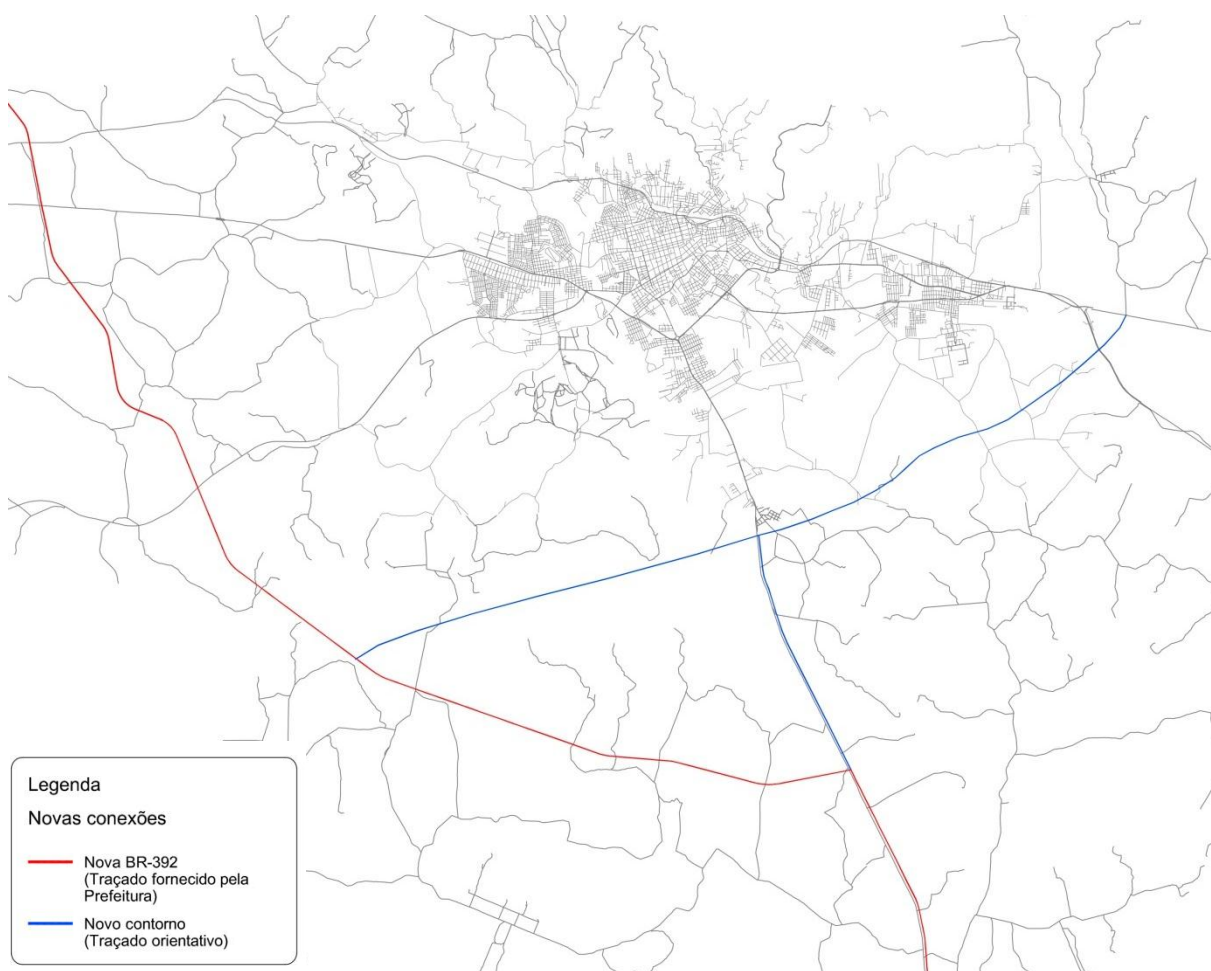 Legenda
Novas conexões
Nova BR-392
(Traçado fornecido pela
Prefeitura)
Novo contorno
(Traçado orientativo)